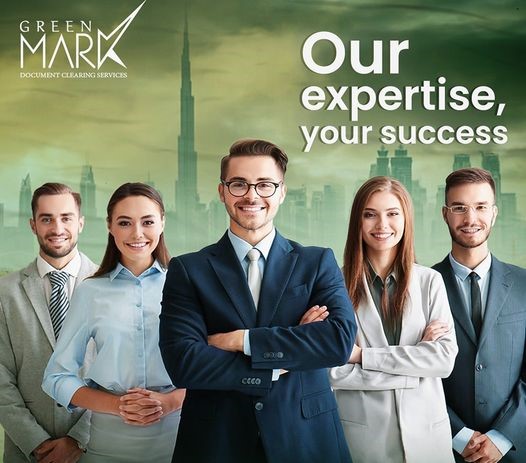 GREEN
MARK
DOCUMENT CLEARING SERVICES
Our
expertise,
your success